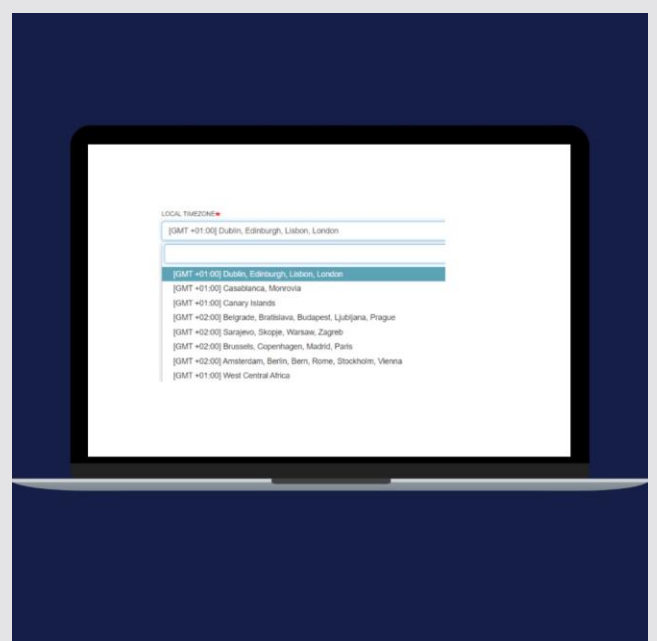 LOCAL TIMEZONE*
[GMT +01:00] Dublin, Edinburgh, Lisbon, London
[GMT +01:00] Dublin, Edinburgh, Lisbon, London
[GMT +01:00] Casablanca, Monrovia
[GMT +01:00] Canary Islands
[GMT +02:00] Belgrade, Bratislava, Budapest, Ljubljana, Prague
[GMT +02:00] Sarajevo, Skopje, Warsaw, Zagreb
[GMT +02:00] Brussels, Copenhagen, Madrid, Paris
[GMT +02:00] Amsterdam, Berlin, Bern, Rome, Stockholm, Vienna
[GMT +01:00] West Central Africa